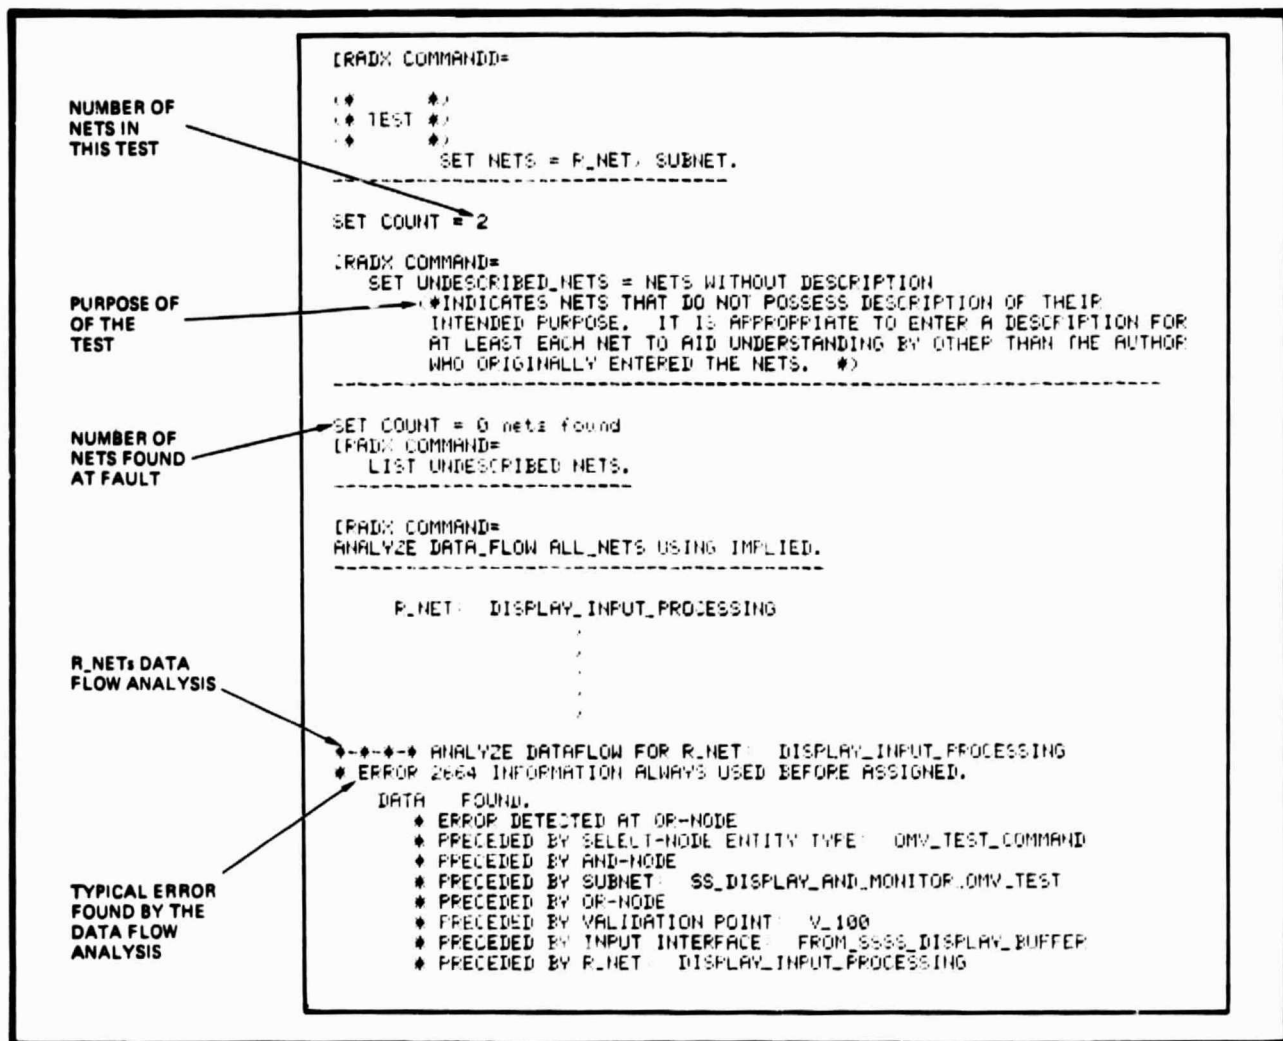 [RADX COMMANDD=
(* *)
(* TEST *)
(* *)
SET NETS = R_NET, SUBNET.
SET COUNT = 2
[RADX COMMAND=
SET UNDESCRIBED_NETS = NETS WITHOUT DESCRIPTION
(*INDICATES NETS THAT DO NOT POSSESS DESCRIPTION OF THEIR
INTENDED PURPOSE. IT IS APPROPRIATE TO ENTER A DESCRIPTION FOR
AT LEAST EACH NET TO AID UNDERSTANDING BY OTHER THAN THE AUTHOR
WHO ORIGINALLY ENTERED THE NETS. *)
SET COUNT = 0 nets found
[RADX COMMAND=
LIST UNDESCRIBED NETS.
[RADX COMMAND=
ANALYZE DATA_FLOW ALL_NETS USING IMPLIED.
R_NET: DISPLAY_INPUT_PROCESSING
*-*-*-* ANALYZE DATAFLOW FOR R_NET: DISPLAY_INPUT_PROCESSING
* ERROR 2664 INFORMATION ALWAYS USED BEFORE ASSIGNED.
DATA FOUND.
* ERROR DETECTED AT OR-NODE
* PRECEDED BY SELECT-NODE ENTITY TYPE: OMV_TEST_COMMAND
* PRECEDED BY AND-NODE
* PRECEDED BY SUBNET: SS_DISPLAY_AND_MONITOR_OMV_TEST
* PRECEDED BY OR-NODE
* PRECEDED BY VALIDATION POINT: V_100
* PRECEDED BY INPUT INTERFACE: FROM_SSSS_DISPLAY_BUFFER
* PRECEDED BY R_NET: DISPLAY_INPUT_PROCESSING
NUMBER OF
NETS IN
THIS TEST
PURPOSE OF
OF THE
TEST
NUMBER OF
NETS FOUND
AT FAULT
R_NETs DATA
FLOW ANALYSIS
TYPICAL ERROR
FOUND BY THE
DATA FLOW
ANALYSIS